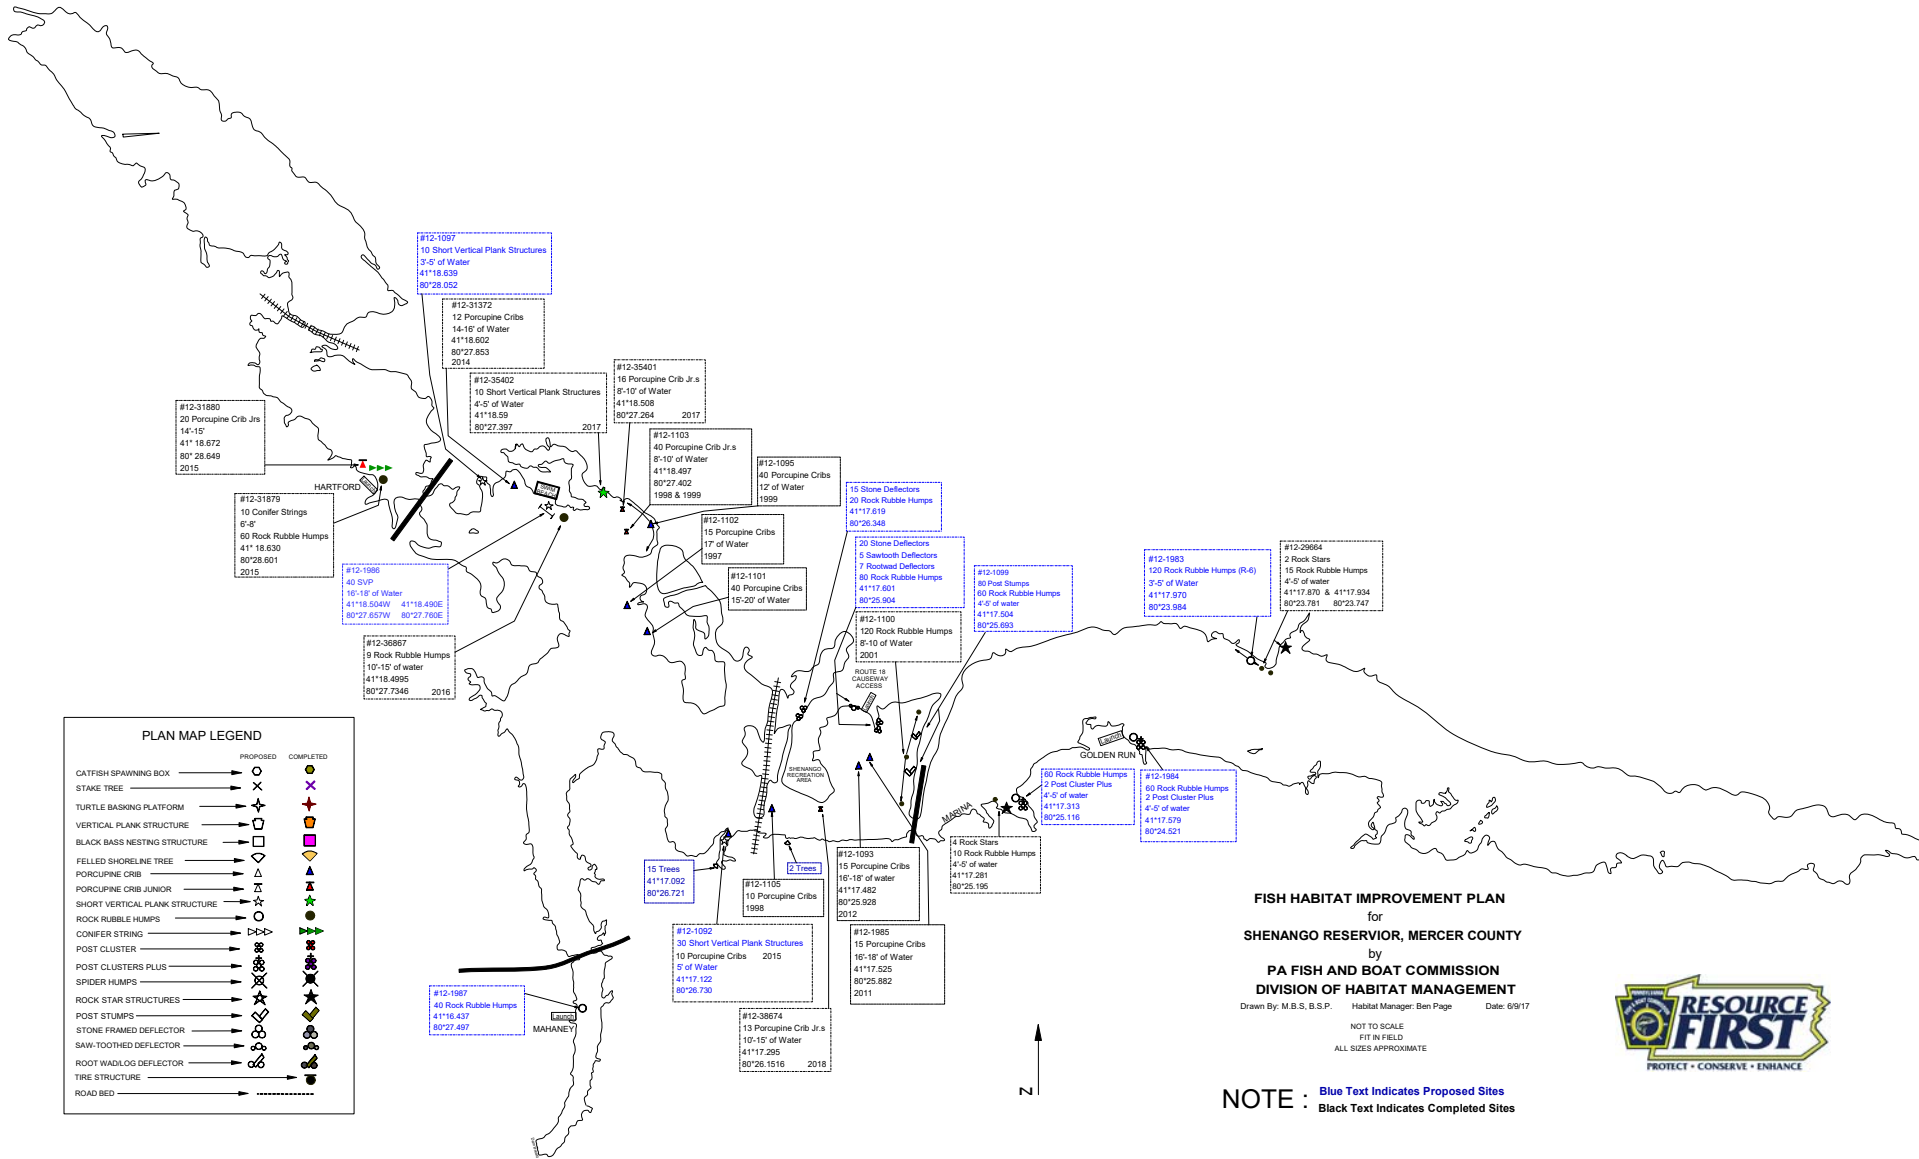 #12-1097
10 Short Vertical Plank Structures
3'-5' of Water
41*18.639
80*28.052
#12-31372
12 Porcupine Cribs
14-16' of Water
41*18.602
80*27.853
2014
#12-35402
10 Short Vertical Plank Structures
4'-5' of Water
41*18.59
80*27.397 2017
#12-35401
16 Porcupine Crib Jr.s
8'-10' of Water
41*18.508
80*27.264 2017
#12-1103
40 Porcupine Crib Jr.s
8'-10' of Water
41*18.497
80*27.402
1998 & 1999
#12-1095
40 Porcupine Cribs
12' of Water
1999
#12-31880
20 Porcupine Crib Jrs
14'-15'
41* 18.672
80* 28.649
2015
HARTFORD
Launch
SWIM
BEACH
#12-31879
10 Conifer Strings
6'-8'
60 Rock Rubble Humps
41* 18.630
80*28.601
2015
#12-1102
15 Porcupine Cribs
17' of Water
1997
#12-1101
40 Porcupine Cribs
15'-20' of Water
15 Stone Deflectors
20 Rock Rubble Humps
41*17.619
80*26.348
20 Stone Deflectors
5 Sawtooth Deflectors
7 Rootwad Deflectors
80 Rock Rubble Humps
41*17.601
80*25.904
#12-1099
80 Post Stumps
60 Rock Rubble Humps
4'-5' of water
41*17.504
80*25.693
#12-1983
120 Rock Rubble Humps (R-6)
3'-5' of Water
41*17.970
80*23.984
#12-29664
2 Rock Stars
15 Rock Rubble Humps
4'-5' of water
41*17.870 & 41*17.934
80*23.781 80*23.747
#12-1986
40 SVP
16'-18' of Water
41*18.504W 41*18.490E
80*27.657W 80*27.760E
#12-36867
9 Rock Rubble Humps
10'-15' of water
41*18.4995
80*27.7346 2016
#12-1100
120 Rock Rubble Humps
8'-10 of Water
2001
ROUTE 18
CAUSEWAY
ACCESS
SHENANGO
RECREATION
AREA
Launch
GOLDEN RUN
MARINA
60 Rock Rubble Humps
2 Post Cluster Plus
4'-5' of water
41*17.313
80*25.116
#12-1984
60 Rock Rubble Humps
2 Post Cluster Plus
4'-5' of water
41*17.579
80*24.521
4 Rock Stars
10 Rock Rubble Humps
4'-5' of water
41*17.281
80*25.195
15 Trees
41*17.092
80*26.721
2 Trees
#12-1105
10 Porcupine Cribs
1998
#12-1093
15 Porcupine Cribs
16'-18' of water
41*17.482
80*25.928
2012
#12-1985
15 Porcupine Cribs
16'-18' of Water
41*17.525
80*25.882
2011
#12-1092
30 Short Vertical Plank Structures
10 Porcupine Cribs 2015
5' of Water
41*17.122
80*26.730
#12-1987
40 Rock Rubble Humps
41*16.437
80*27.497
Launch
MAHANEY
#12-38674
13 Porcupine Crib Jr.s
10'-15' of Water
41*17.295
80*26.1516 2018
N
PLAN MAP LEGEND
PROPOSED COMPLETED
CATFISH SPAWNING BOX
STAKE TREE
TURTLE BASKING PLATFORM
VERTICAL PLANK STRUCTURE
BLACK BASS NESTING STRUCTURE
FELLED SHORELINE TREE
PORCUPINE CRIB
PORCUPINE CRIB JUNIOR
SHORT VERTICAL PLANK STRUCTURE
ROCK RUBBLE HUMPS
CONIFER STRING
POST CLUSTER
POST CLUSTERS PLUS
SPIDER HUMPS
ROCK STAR STRUCTURES
POST STUMPS
STONE FRAMED DEFLECTOR
SAW-TOOTHED DEFLECTOR
ROOT WAD/LOG DEFLECTOR
TIRE STRUCTURE
ROAD BED
FISH HABITAT IMPROVEMENT PLAN
for
SHENANGO RESERVIOR, MERCER COUNTY
by
PA FISH AND BOAT COMMISSION
DIVISION OF HABITAT MANAGEMENT
Drawn By: M.B.S, B.S.P. Habitat Manager: Ben Page Date: 6/9/17
NOT TO SCALE
FIT IN FIELD
ALL SIZES APPROXIMATE
NOTE : Blue Text Indicates Proposed Sites
Black Text Indicates Completed Sites
RESOURCE
FIRST
PROTECT • CONSERVE • ENHANCE